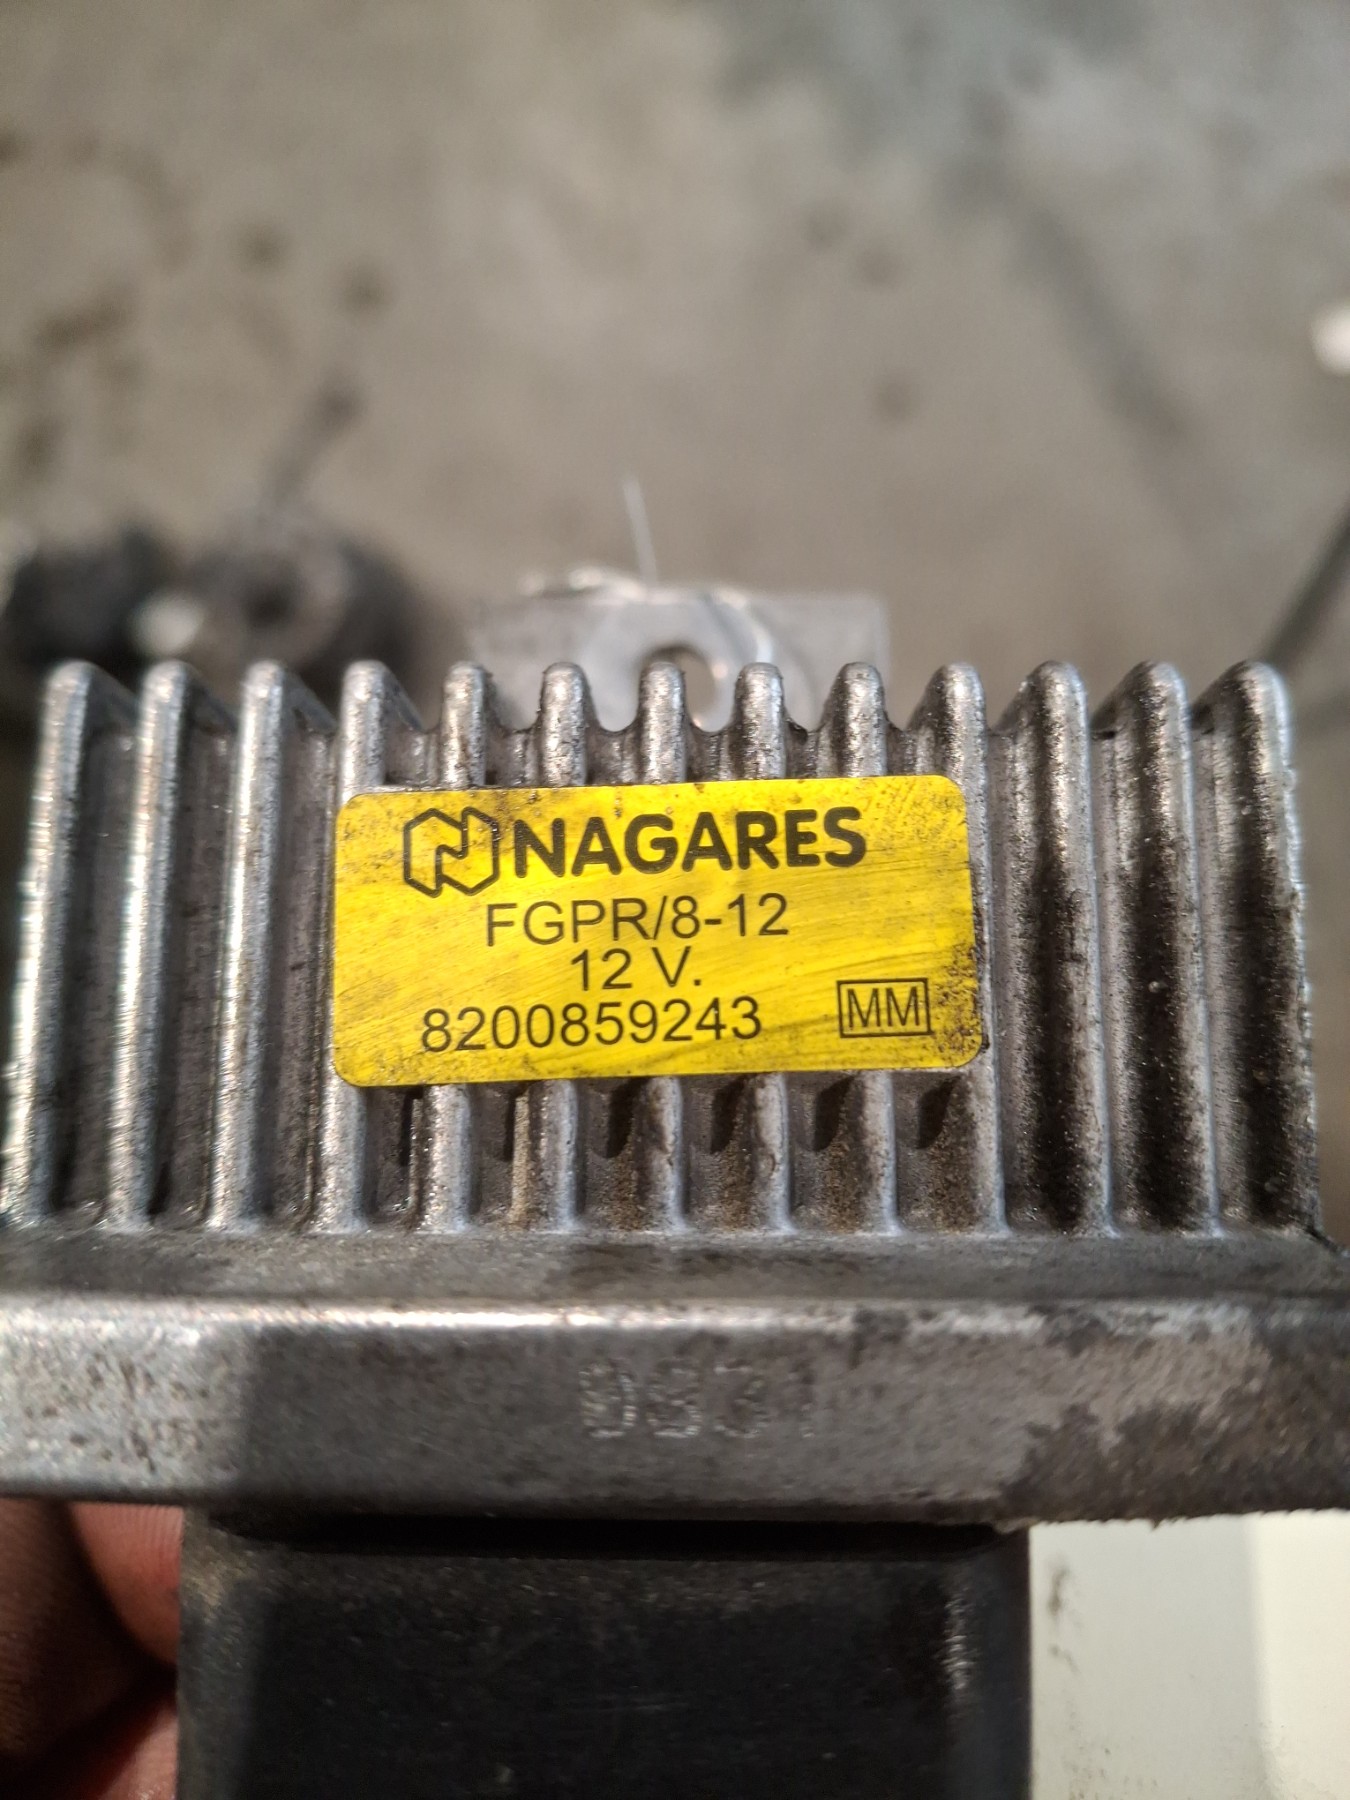 NAGARES
FGPR/8-12
12 V.
8200859243
MM